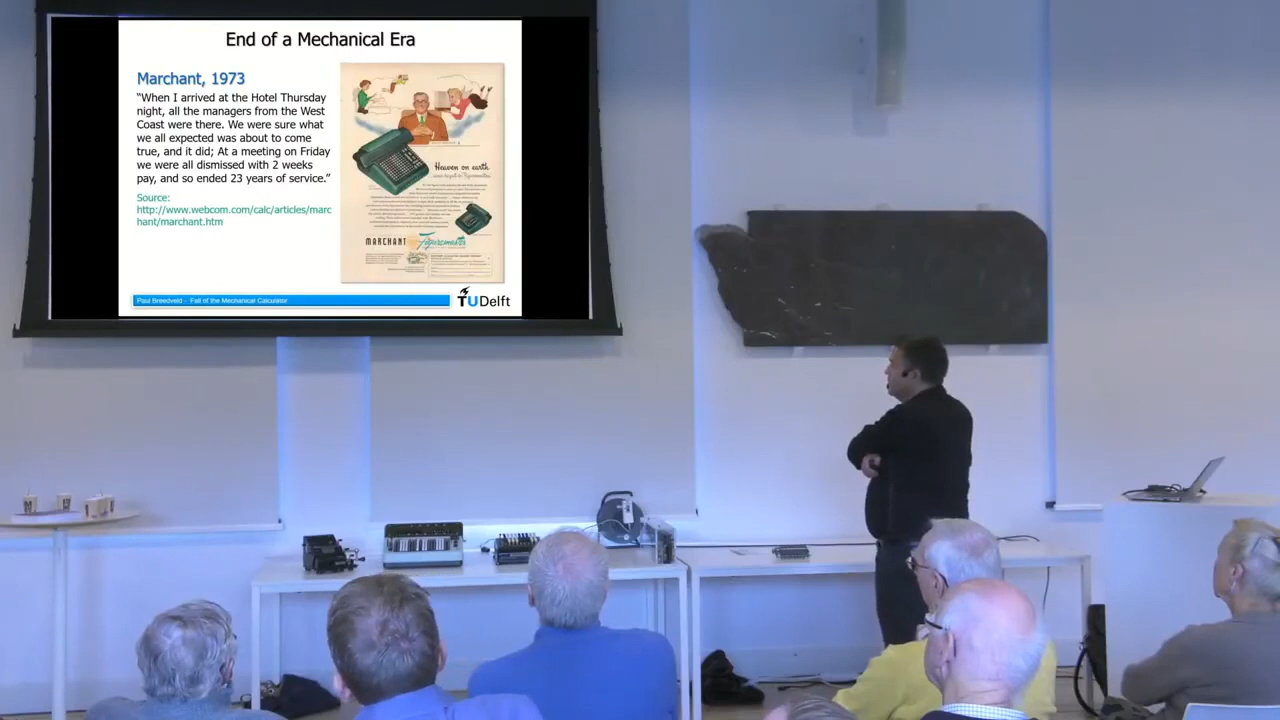 End of a Mechanical Era
Marchant, 1973
“When I arrived at the Hotel Thursday
night, all the managers from the West
Coast were there. We were sure what
we all expected was about to come
true, and it did; At a meeting on Friday
we were all dismissed with 2 weeks
pay, and so ended 23 years of service.”
Source:
http://www.webcom.com/calc/articles/marc
hant/marchant.htm
Heaven on earth
MARCHANT Figuremaster
Paul Breedveld - Fall of the Mechanical Calculator
TUDelft